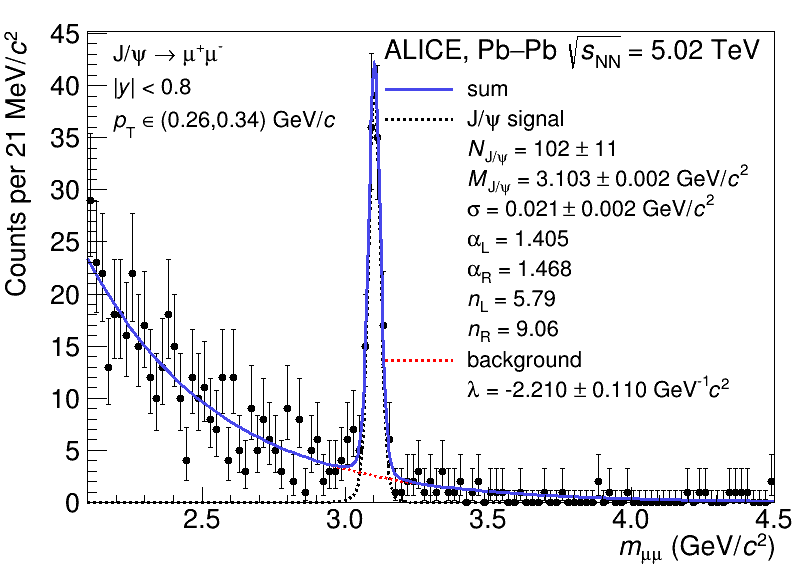 J/ψ → μ⁺μ⁻
|y| < 0.8
p_T ∈ (0.26,0.34) GeV/c
ALICE, Pb–Pb √s_NN = 5.02 TeV
sum
J/ψ signal
N_J/ψ = 102 ± 11
M_J/ψ = 3.103 ± 0.002 GeV/c²
σ = 0.021 ± 0.002 GeV/c²
α_L = 1.405
α_R = 1.468
n_L = 5.79
n_R = 9.06
background
λ = -2.210 ± 0.110 GeV⁻¹c²
Counts per 21 MeV/c²
45
40
35
30
25
20
15
10
5
0
2.5 3.0 3.5 4.0 4.5
m_μμ (GeV/c²)